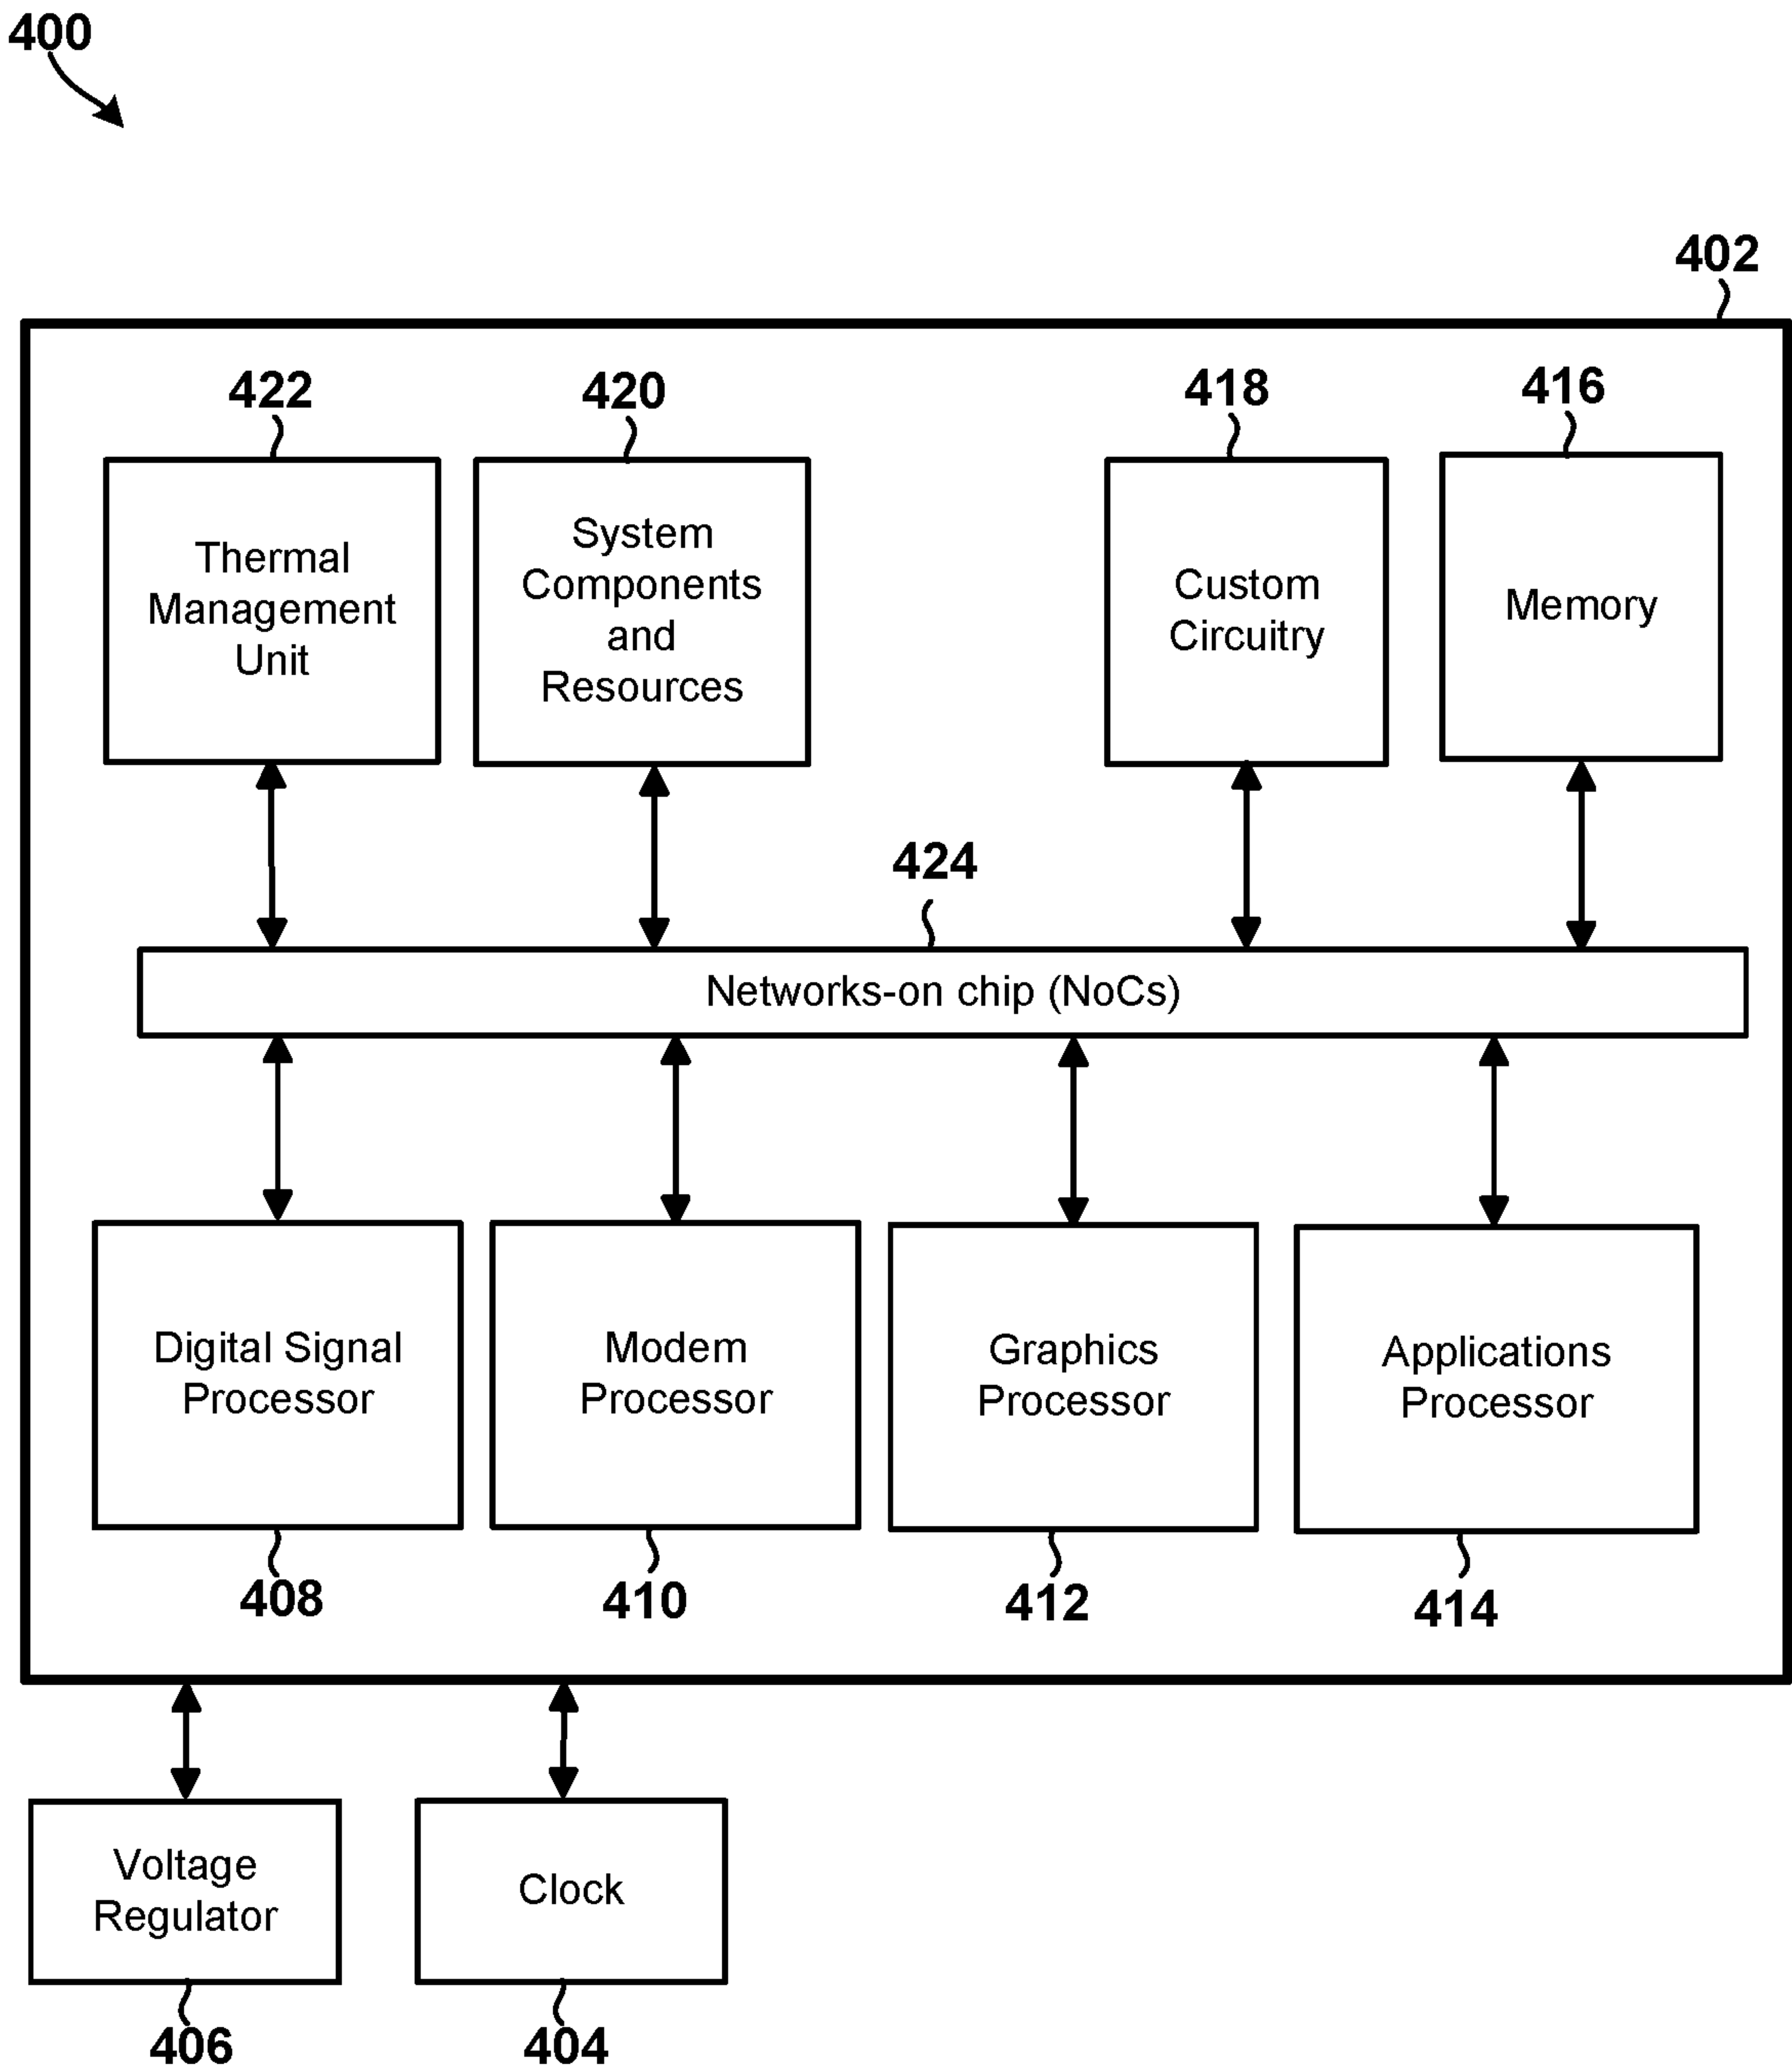 400
402
422
420
418
416
Thermal
Management
Unit
System
Components
and
Resources
Custom
Circuitry
Memory
424
Networks-on chip (NoCs)
Digital Signal
Processor
Modem
Processor
Graphics
Processor
Applications
Processor
408
410
412
414
Voltage
Regulator
Clock
406
404